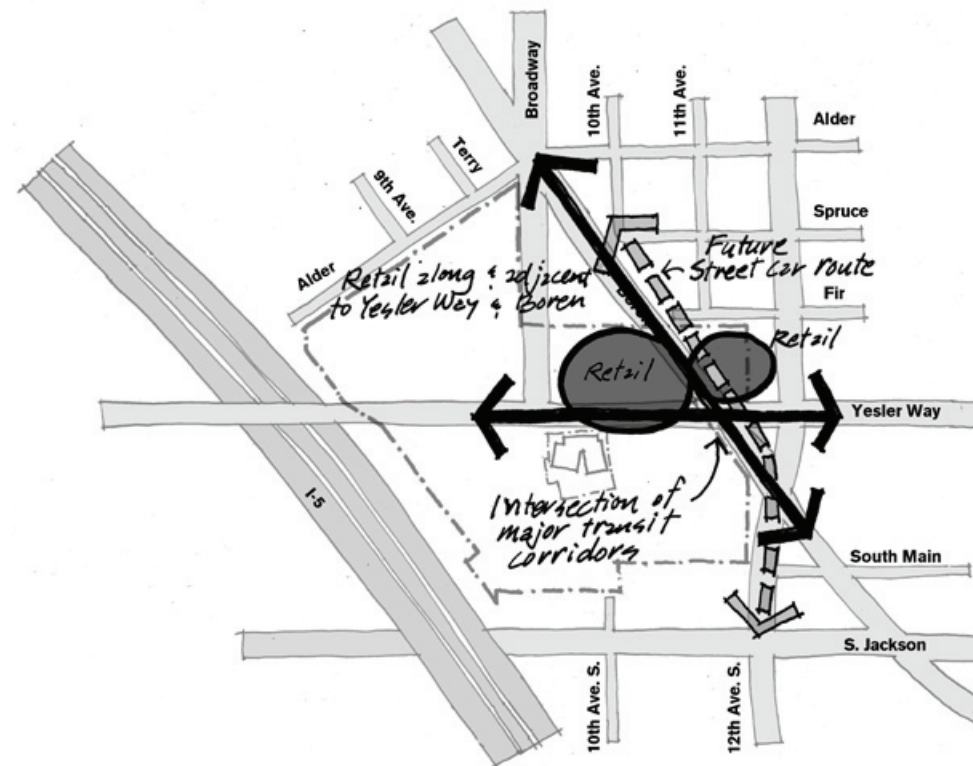 Broadway
10th Ave.
11th Ave.
Alder
Terry
9th Ave.
Spruce
Future
Street car route
Alder
Retail along & adjacent
to Yesler Way & Boren
Fir
Retail
Retail
Yesler Way
I-5
Intersection of
major transit
corridors
South Main
S. Jackson
10th Ave. S.
12th Ave. S.